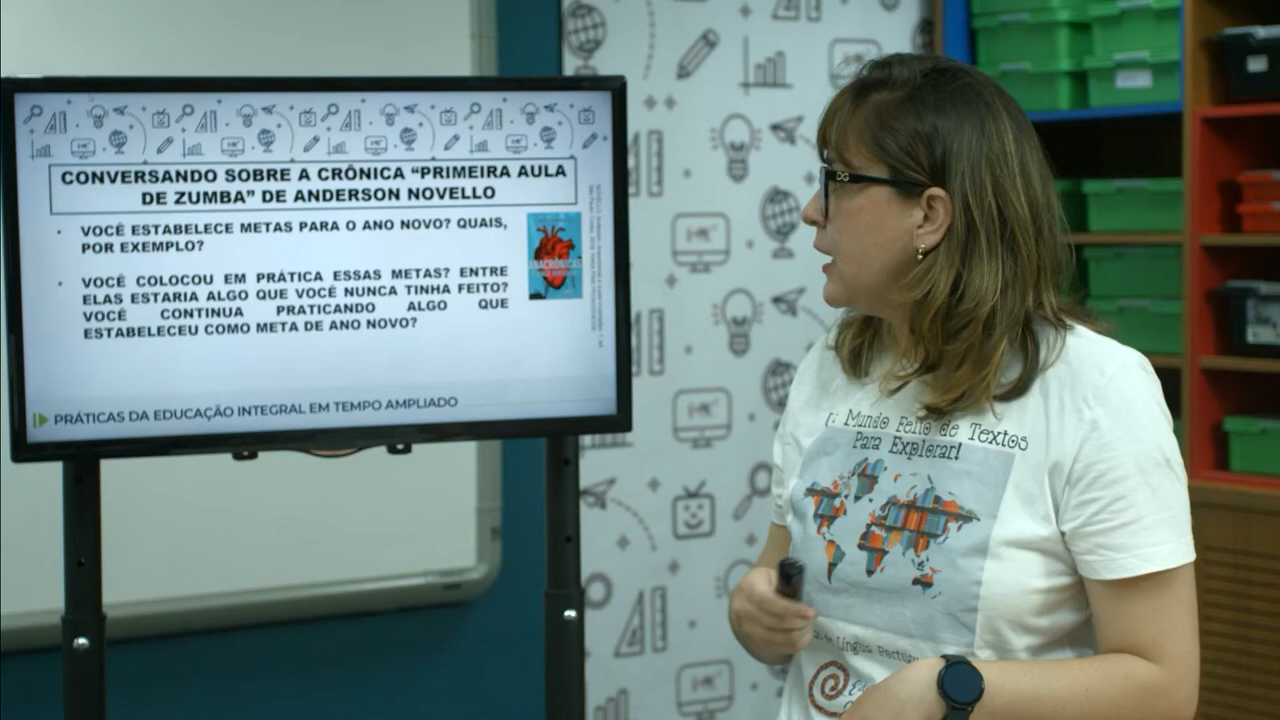 CONVERSANDO SOBRE A CRÔNICA “PRIMEIRA AULA
DE ZUMBA” DE ANDERSON NOVELLO
• VOCÊ ESTABELECE METAS PARA O ANO NOVO? QUAIS,
POR EXEMPLO?
• VOCÊ COLOCOU EM PRÁTICA ESSAS METAS? ENTRE
ELAS ESTARIA ALGO QUE VOCÊ NUNCA TINHA FEITO?
VOCÊ CONTINUA PRATICANDO ALGO QUE
ESTABELECEU COMO META DE ANO NOVO?
PRÁTICAS DA EDUCAÇÃO INTEGRAL EM TEMPO AMPLIADO
DG
Mundo Feito de Textos
Para Explorar!
de Língua